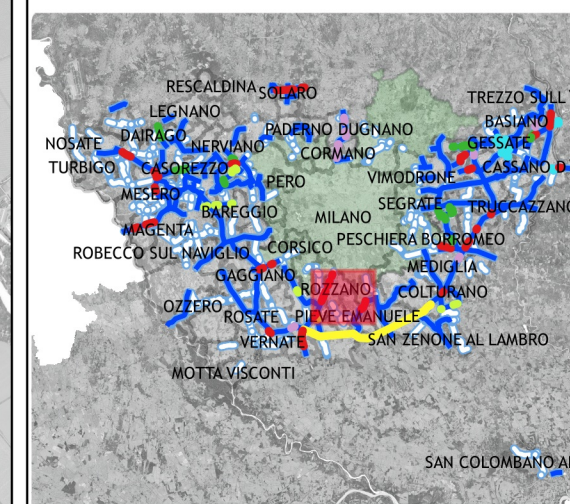 RESCALDINA
SOLARO
TREZZO SULL
LEGNANO
BASIANO
DAIRAGO
PADERNO DUGNANO
NOSATE
NERVIANO
GESSATE
CORMANO
TURBIGO
CASOREZZO
CASSANO D
VIMODRONE
PERO
MESERO
SEGRATE
TRUCCAZZANO
BAREGGIO
MILANO
MAGENTA
PESCHIERA BORROMEO
CORSICO
ROBECCO SUL NAVIGLIO
MEDIGLIA
GAGGIANO
ROZZANO
COLTURANO
OZZERO
ROSATE
PIEVE EMANUELE
VERNATE
SAN ZENONE AL LAMBRO
MOTTA VISCONTI
SAN COLOMBANO A